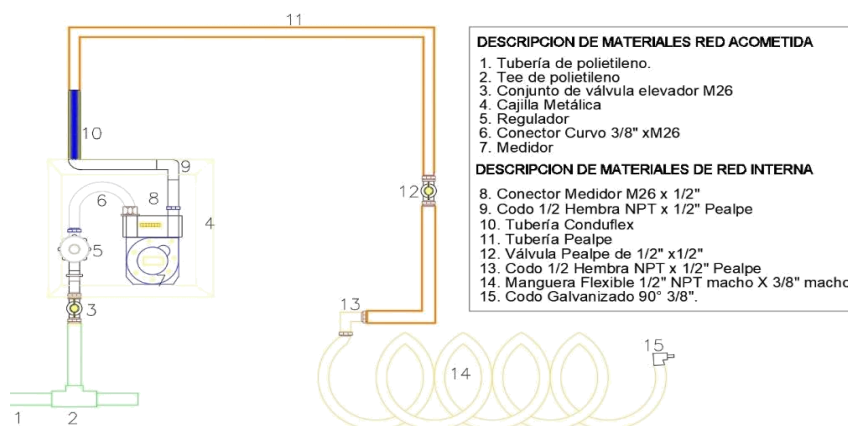 11
10
9
8
6
4
5
7
3
1
2
12
13
14
15
DESCRIPCION DE MATERIALES RED ACOMETIDA
1. Tubería de polietileno.
2. Tee de polietileno
3. Conjunto de válvula elevador M26
4. Cajilla Metálica
5. Regulador
6. Conector Curvo 3/8" xM26
7. Medidor
DESCRIPCION DE MATERIALES DE RED INTERNA
8. Conector Medidor M26 x 1/2"
9. Codo 1/2 Hembra NPT x 1/2" Pealpe
10. Tubería Conduflex
11. Tubería Pealpe
12. Válvula Pealpe de 1/2" x1/2"
13. Codo 1/2 Hembra NPT x 1/2" Pealpe
14. Manguera Flexible 1/2" NPT macho X 3/8" macho
15. Codo Galvanizado 90° 3/8".